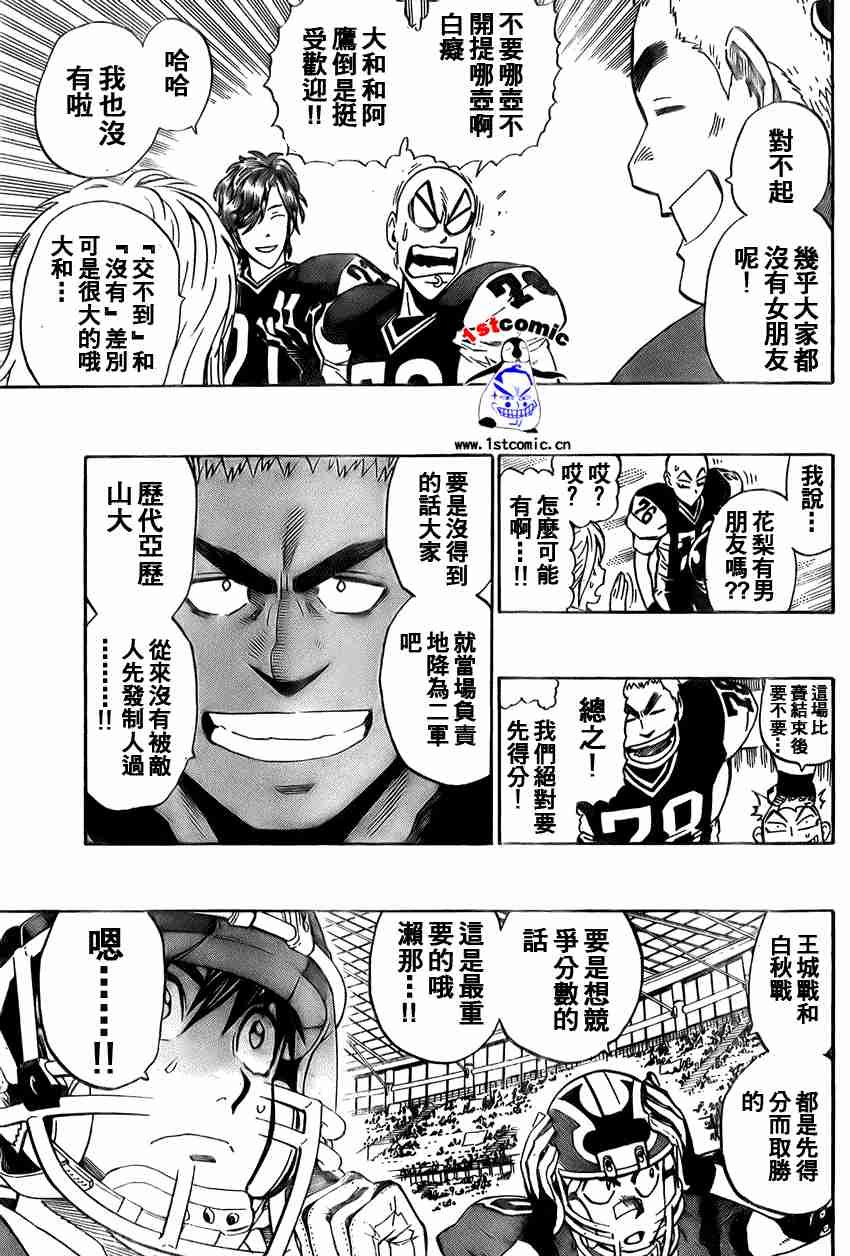 對不起
幾乎大家都
沒有女朋友
呢！
不要哪壺不
開提哪壺啊
白癡
大和和阿
鷹倒是挺
受歡迎!!
哈哈
我也沒
有啦
『交不到』和
『沒有』差別
可是很大的哦
大和…
1stcomic
www.1stcomic.cn
我說…
花梨有男
朋友嗎??
哎?
哎?
怎麼可能
有啊…!!
這場比
賽結束後
要不要…
總之！
我們絕對要
先得分！
要是沒得到
的話大家
就當場負責
地降為二軍
吧
歷代亞歷
山大
從來沒有被敵
人先發制人過
………!!
王城戰和
白秋戰
都是先得
分而取勝
的
要是想競
爭分數的
話
這是最重
要的哦
瀨那…!!
嗯……!!
26
16
78